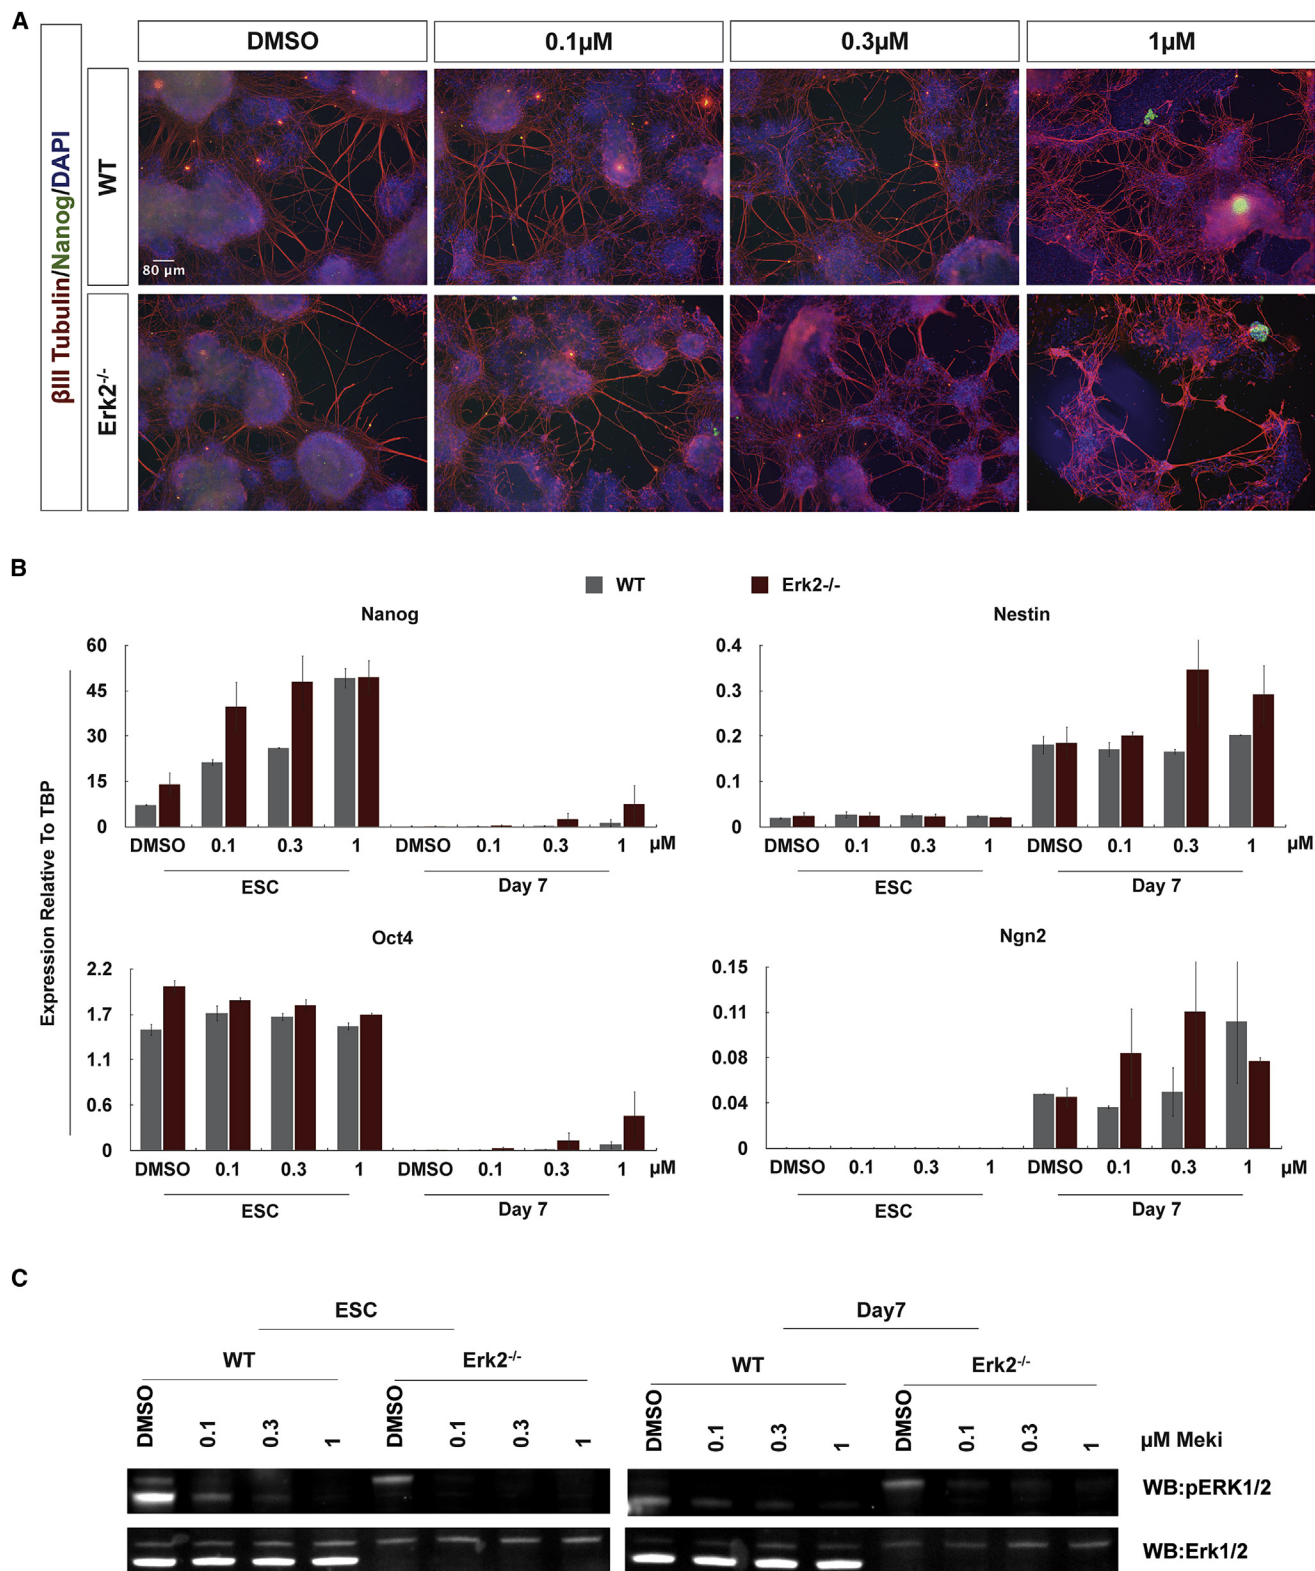 A
DMSO
0.1µM
0.3µM
1µM
βIII Tubulin/Nanog/DAPI
WT
80 µm
Erk2-/-
B
WT
Erk2-/-
Expression Relative To TBP
Nanog
60
45
30
15
0
DMSO 0.1 0.3 1 DMSO 0.1 0.3 1 µM
ESC
Day 7
Nestin
0.4
0.3
0.2
0.1
0
DMSO 0.1 0.3 1 DMSO 0.1 0.3 1 µM
ESC
Day 7
Oct4
2.2
1.7
1.1
0.6
0
DMSO 0.1 0.3 1 DMSO 0.1 0.3 1 µM
ESC
Day 7
Ngn2
0.15
0.11
0.08
0.04
0
DMSO 0.1 0.3 1 DMSO 0.1 0.3 1 µM
ESC
Day 7
C
ESC
Day7
WT
Erk2-/-
WT
Erk2-/-
DMSO 0.1 0.3 1 DMSO 0.1 0.3 1 DMSO 0.1 0.3 1 DMSO 0.1 0.3 1 µM Meki
WB:pERK1/2
WB:Erk1/2